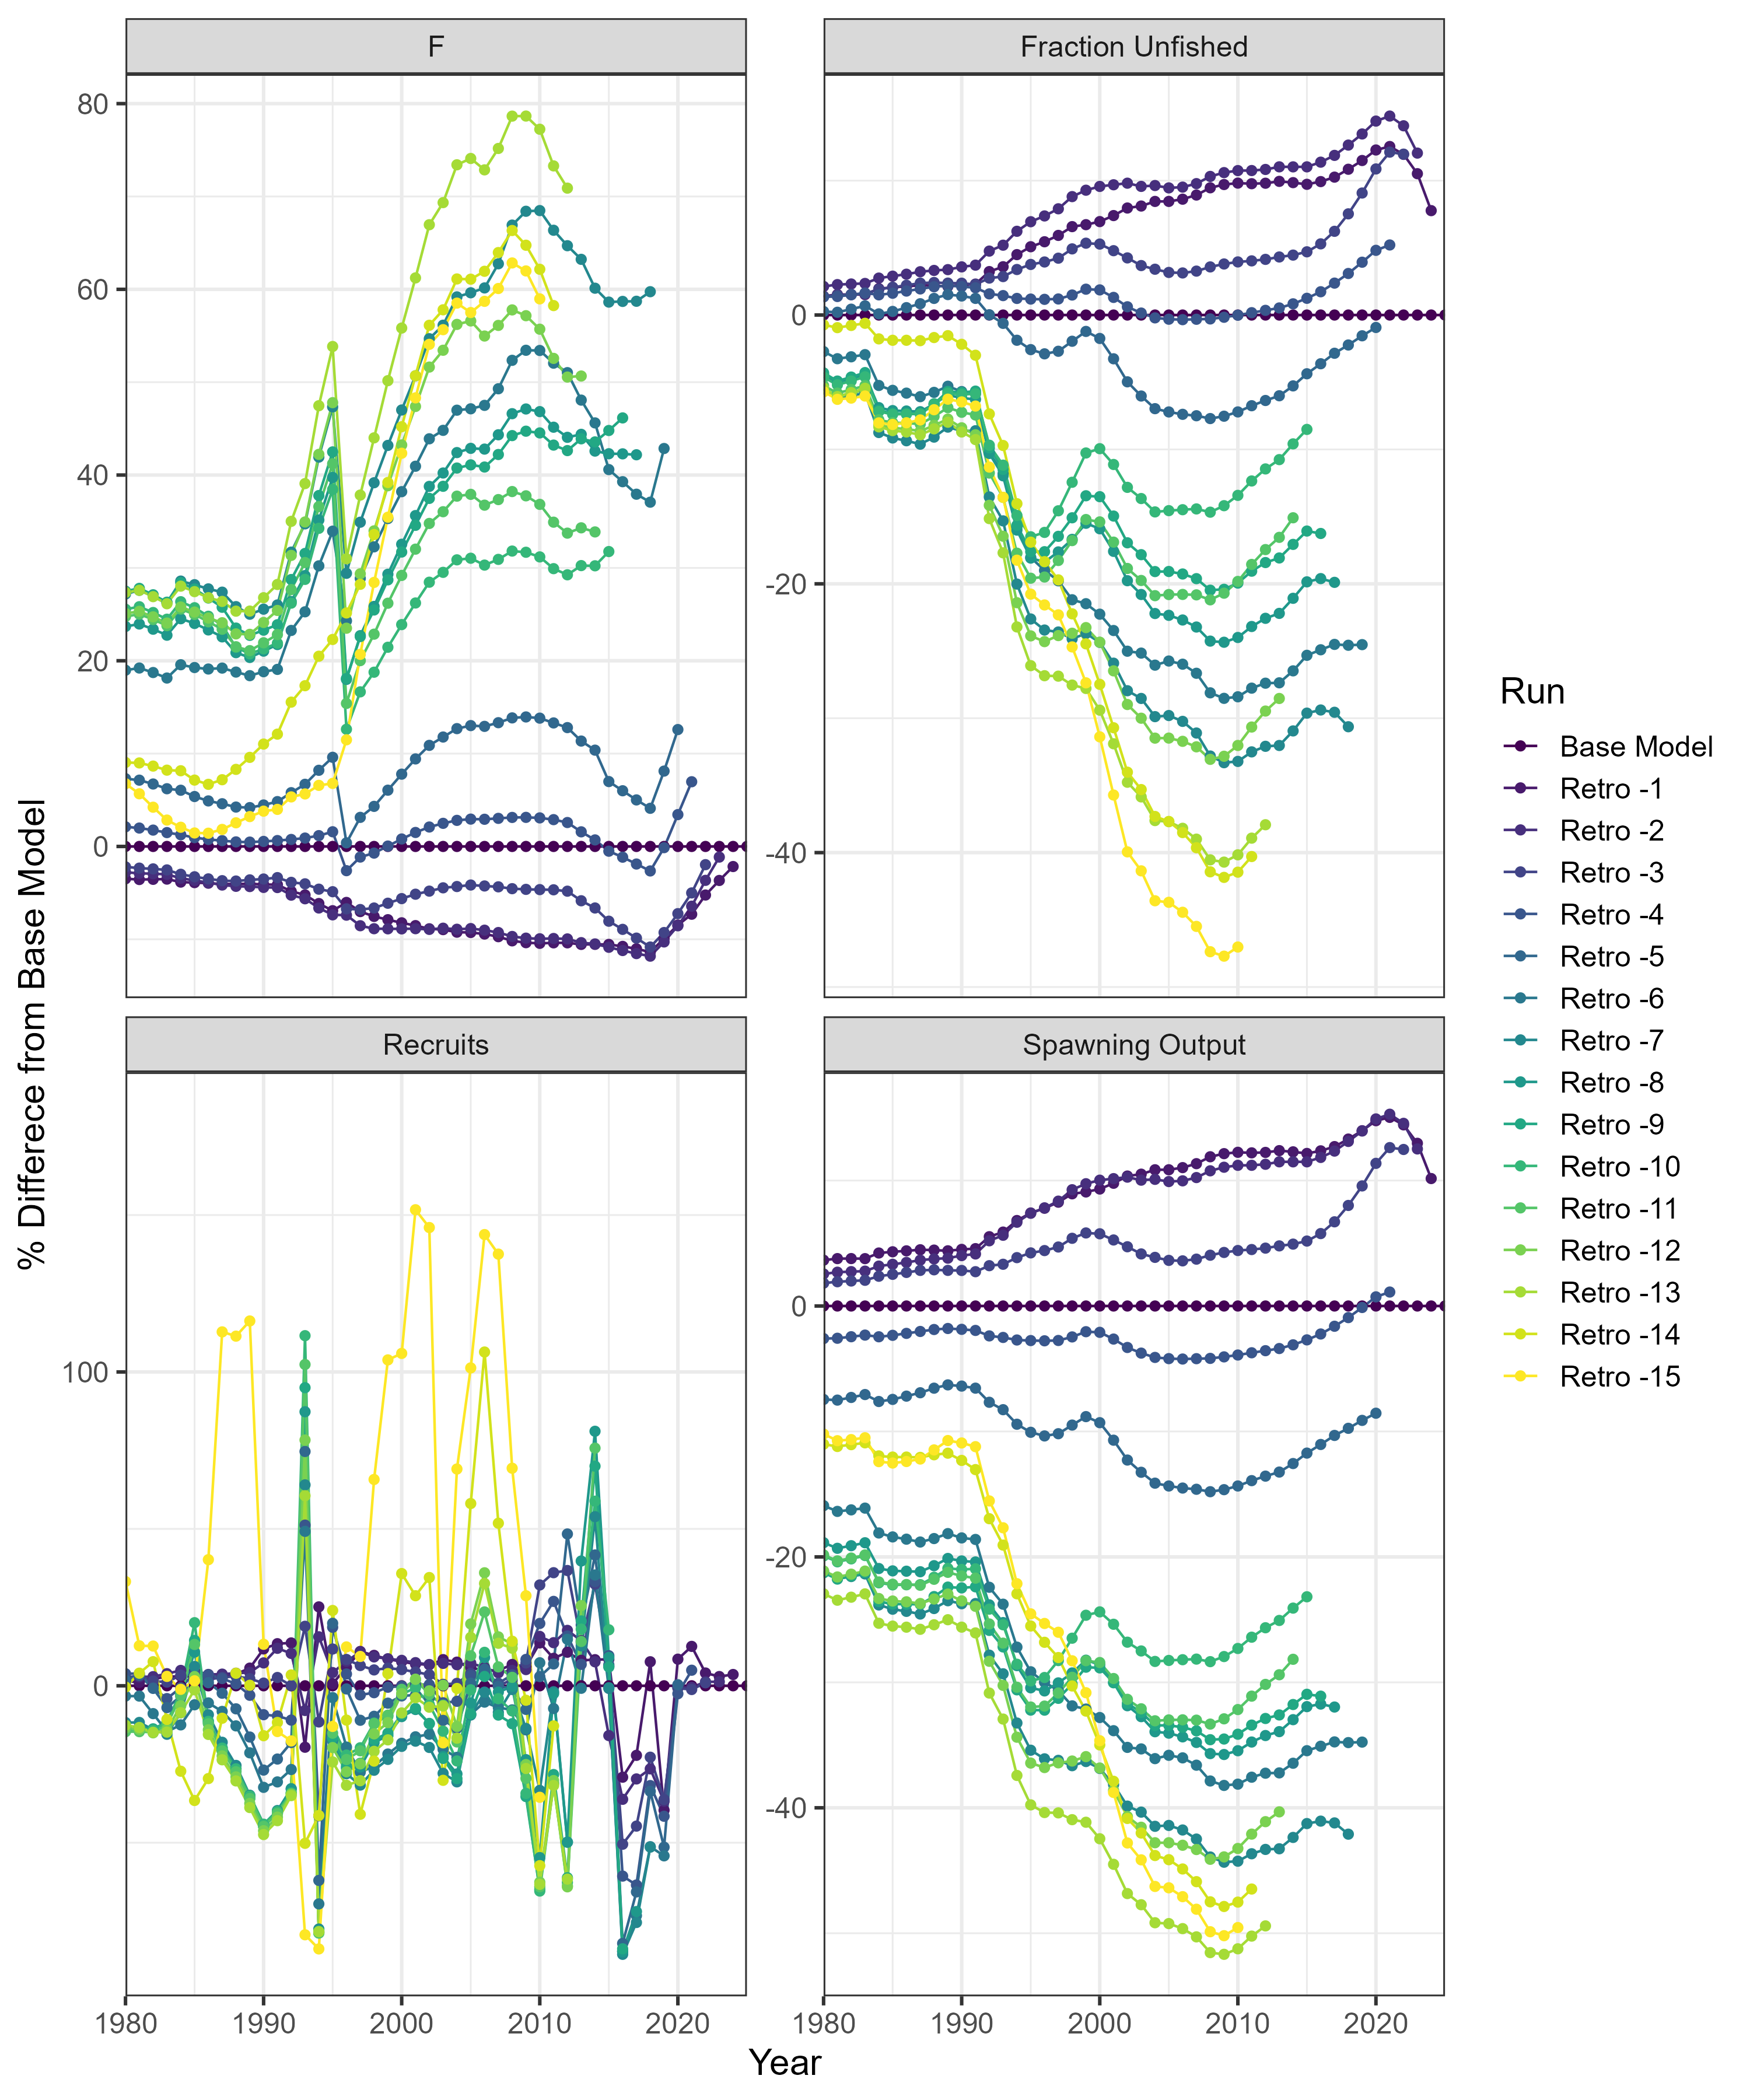 F
Fraction Unfished
80
60
40
20
0
0
-20
-40
Recruits
Spawning Output
100
0
0
-20
-40
1980
1990
2000
2010
2020
1980
1990
2000
2010
2020
Year
% Differece from Base Model
Run
Base Model
Retro -1
Retro -2
Retro -3
Retro -4
Retro -5
Retro -6
Retro -7
Retro -8
Retro -9
Retro -10
Retro -11
Retro -12
Retro -13
Retro -14
Retro -15